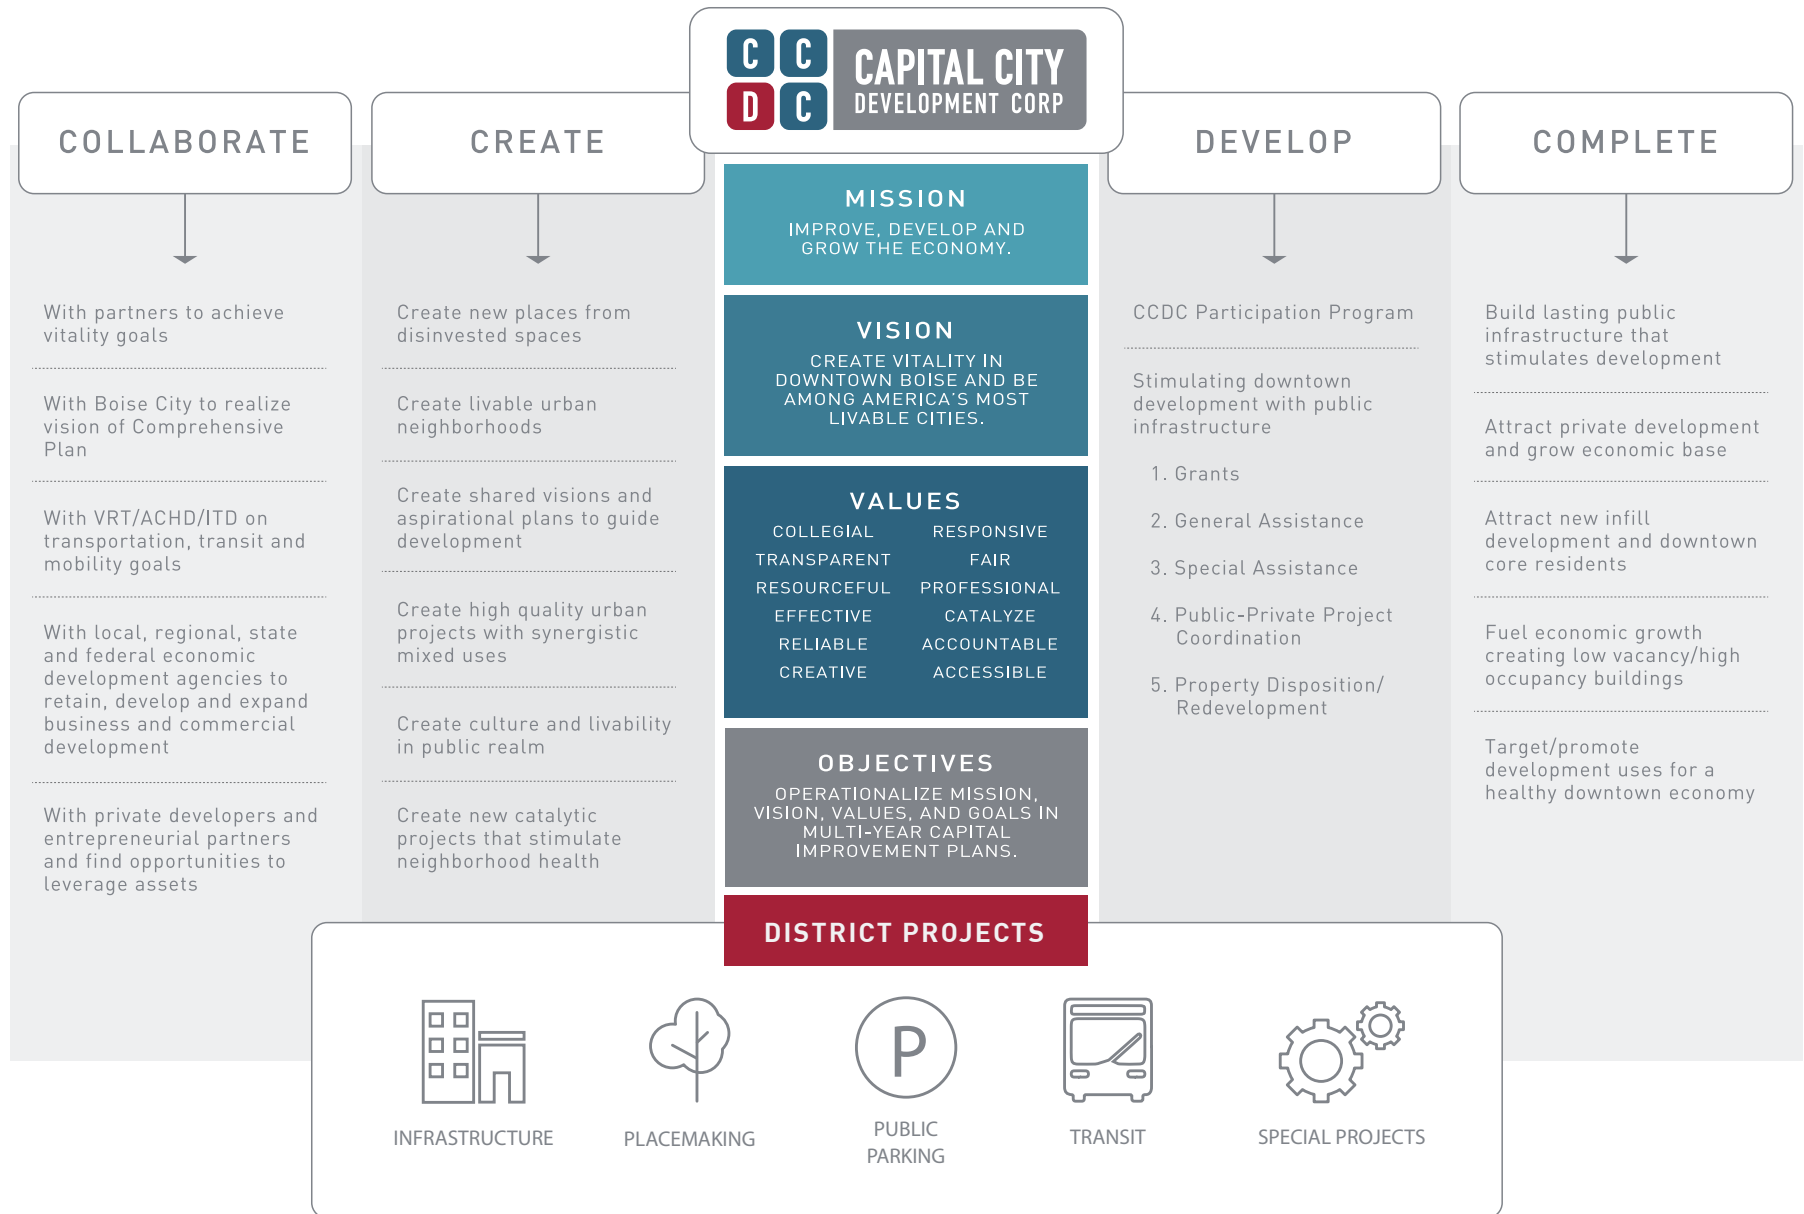 C C
D C
CAPITAL CITY
DEVELOPMENT CORP
COLLABORATE
With partners to achieve
vitality goals
With Boise City to realize
vision of Comprehensive
Plan
With VRT/ACHD/ITD on
transportation, transit and
mobility goals
With local, regional, state
and federal economic
development agencies to
retain, develop and expand
business and commercial
development
With private developers and
entrepreneurial partners
and find opportunities to
leverage assets
CREATE
Create new places from
disinvested spaces
Create livable urban
neighborhoods
Create shared visions and
aspirational plans to guide
development
Create high quality urban
projects with synergistic
mixed uses
Create culture and livability
in public realm
Create new catalytic
projects that stimulate
neighborhood health
MISSION
IMPROVE, DEVELOP AND
GROW THE ECONOMY.
VISION
CREATE VITALITY IN
DOWNTOWN BOISE AND BE
AMONG AMERICA'S MOST
LIVABLE CITIES.
VALUES
COLLEGIAL RESPONSIVE
TRANSPARENT FAIR
RESOURCEFUL PROFESSIONAL
EFFECTIVE CATALYZE
RELIABLE ACCOUNTABLE
CREATIVE ACCESSIBLE
OBJECTIVES
OPERATIONALIZE MISSION,
VISION, VALUES, AND GOALS IN
MULTI-YEAR CAPITAL
IMPROVEMENT PLANS.
DEVELOP
CCDC Participation Program
Stimulating downtown
development with public
infrastructure
1. Grants
2. General Assistance
3. Special Assistance
4. Public-Private Project
Coordination
5. Property Disposition/
Redevelopment
COMPLETE
Build lasting public
infrastructure that
stimulates development
Attract private development
and grow economic base
Attract new infill
development and downtown
core residents
Fuel economic growth
creating low vacancy/high
occupancy buildings
Target/promote
development uses for a
healthy downtown economy
DISTRICT PROJECTS
INFRASTRUCTURE
PLACEMAKING
P
PUBLIC
PARKING
TRANSIT
SPECIAL PROJECTS